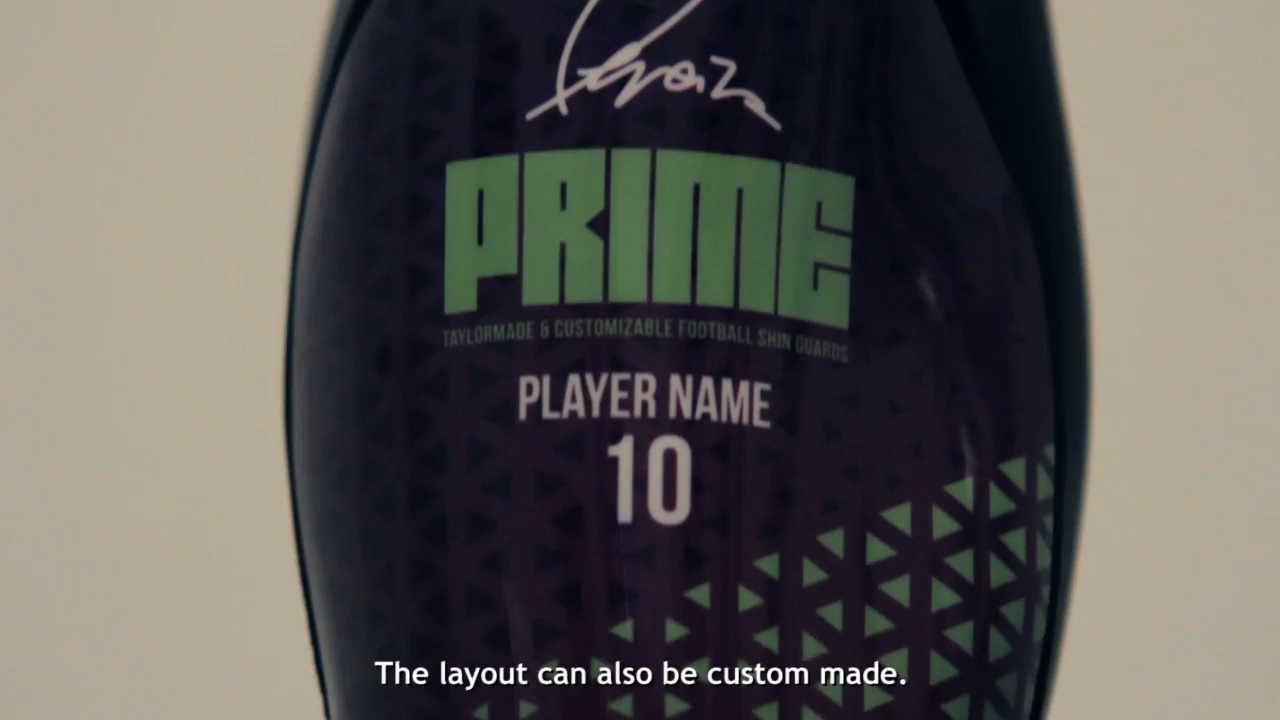 PRIME
TAYLORMADE & CUSTOMIZABLE FOOTBALL SHIN GUARDS
PLAYER NAME
10
The layout can also be custom made.